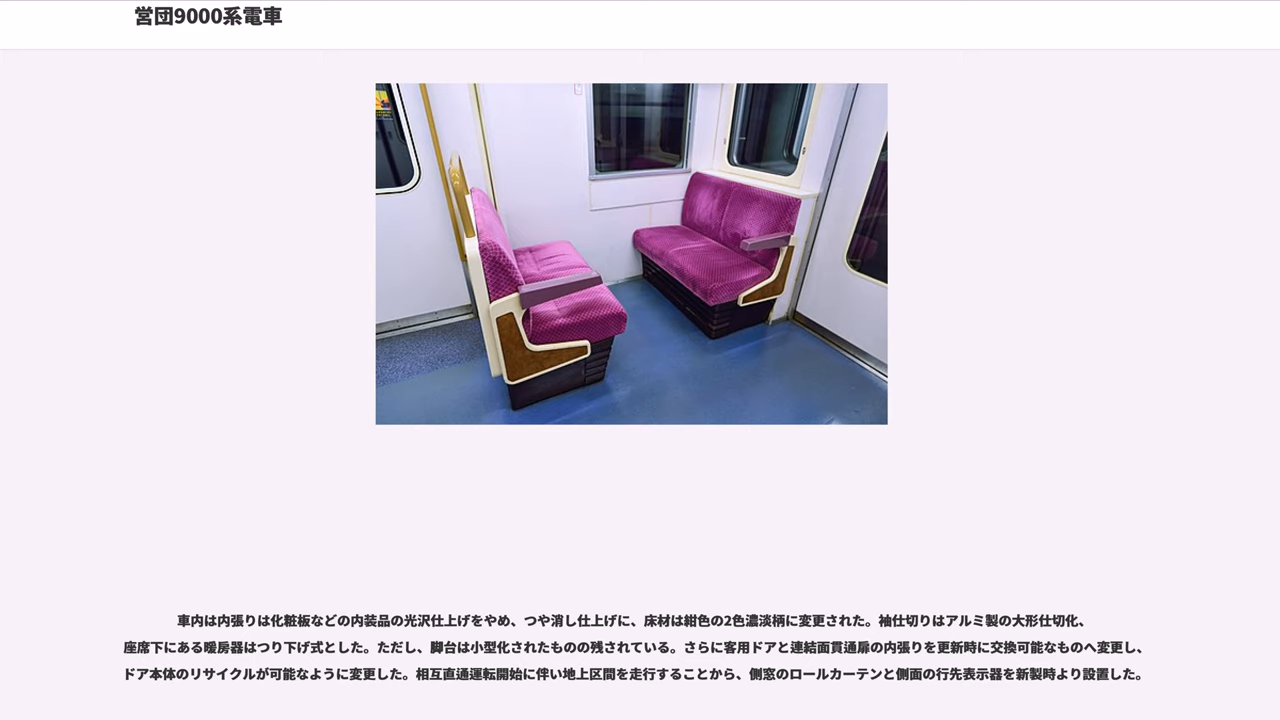 営団9000系電車
車内は内張りは化粧板などの内装品の光沢仕上げをやめ、つや消し仕上げに、床材は紺色の2色濃淡柄に変更された。袖仕切りはアルミ製の大形仕切化、
座席下にある暖房器はつり下げ式とした。ただし、脚台は小型化されたものの残されている。さらに客用ドアと連結面貫通扉の内張りを更新時に交換可能なものへ変更し、
ドア本体のリサイクルが可能なように変更した。相互直通運転開始に伴い地上区間を走行することから、側窓のロールカーテンと側面の行先表示器を新製時より設置した。